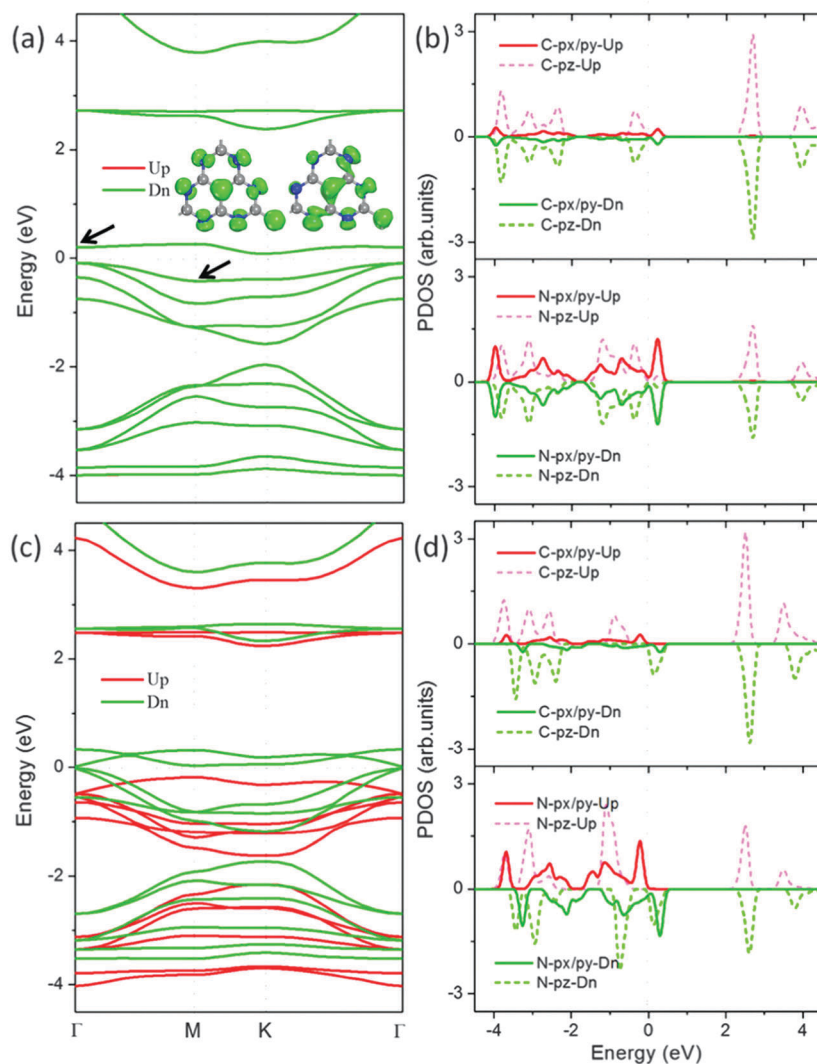 (a)
4
2
0
-2
-4
Energy (eV)
Up
Dn
(b)
3
0
-3
3
0
-3
PDOS (arb.units)
C-px/py-Up
C-pz-Up
C-px/py-Dn
C-pz-Dn
N-px/py-Up
N-pz-Up
N-px/py-Dn
N-pz-Dn
(c)
4
2
0
-2
-4
Energy (eV)
Up
Dn
Γ
M
K
Γ
(d)
3
0
-3
3
0
-3
PDOS (arb.units)
C-px/py-Up
C-pz-Up
C-px/py-Dn
C-pz-Dn
N-px/py-Up
N-pz-Up
N-px/py-Dn
N-pz-Dn
-4 -2 0 2 4
Energy (eV)